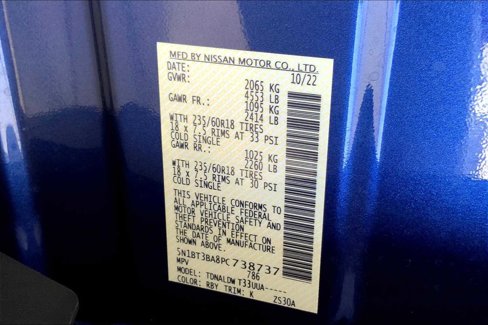 MFD BY NISSAN MOTOR CO., LTD.
DATE: 10/22
GVWR: 2065 KG
4553 LB
GAWR FR.: 1095 KG
2414 LB
WITH 235/60R18 TIRES
18 x 7.5 RIMS AT 33 PSI
COLD SINGLE
GAWR RR.: 1025 KG
2260 LB
WITH 235/60R18 TIRES
18 x 7.5 RIMS AT 30 PSI
COLD SINGLE
THIS VEHICLE CONFORMS TO
ALL APPLICABLE FEDERAL
MOTOR VEHICLE SAFETY AND
THEFT PREVENTION
STANDARDS IN EFFECT ON
THE DATE OF MANUFACTURE
SHOWN ABOVE.
5N1BT3BA8PC738737
MPV 786
MODEL: TDNALDW T33UUA----
COLOR: RBY TRIM: K ZS30A